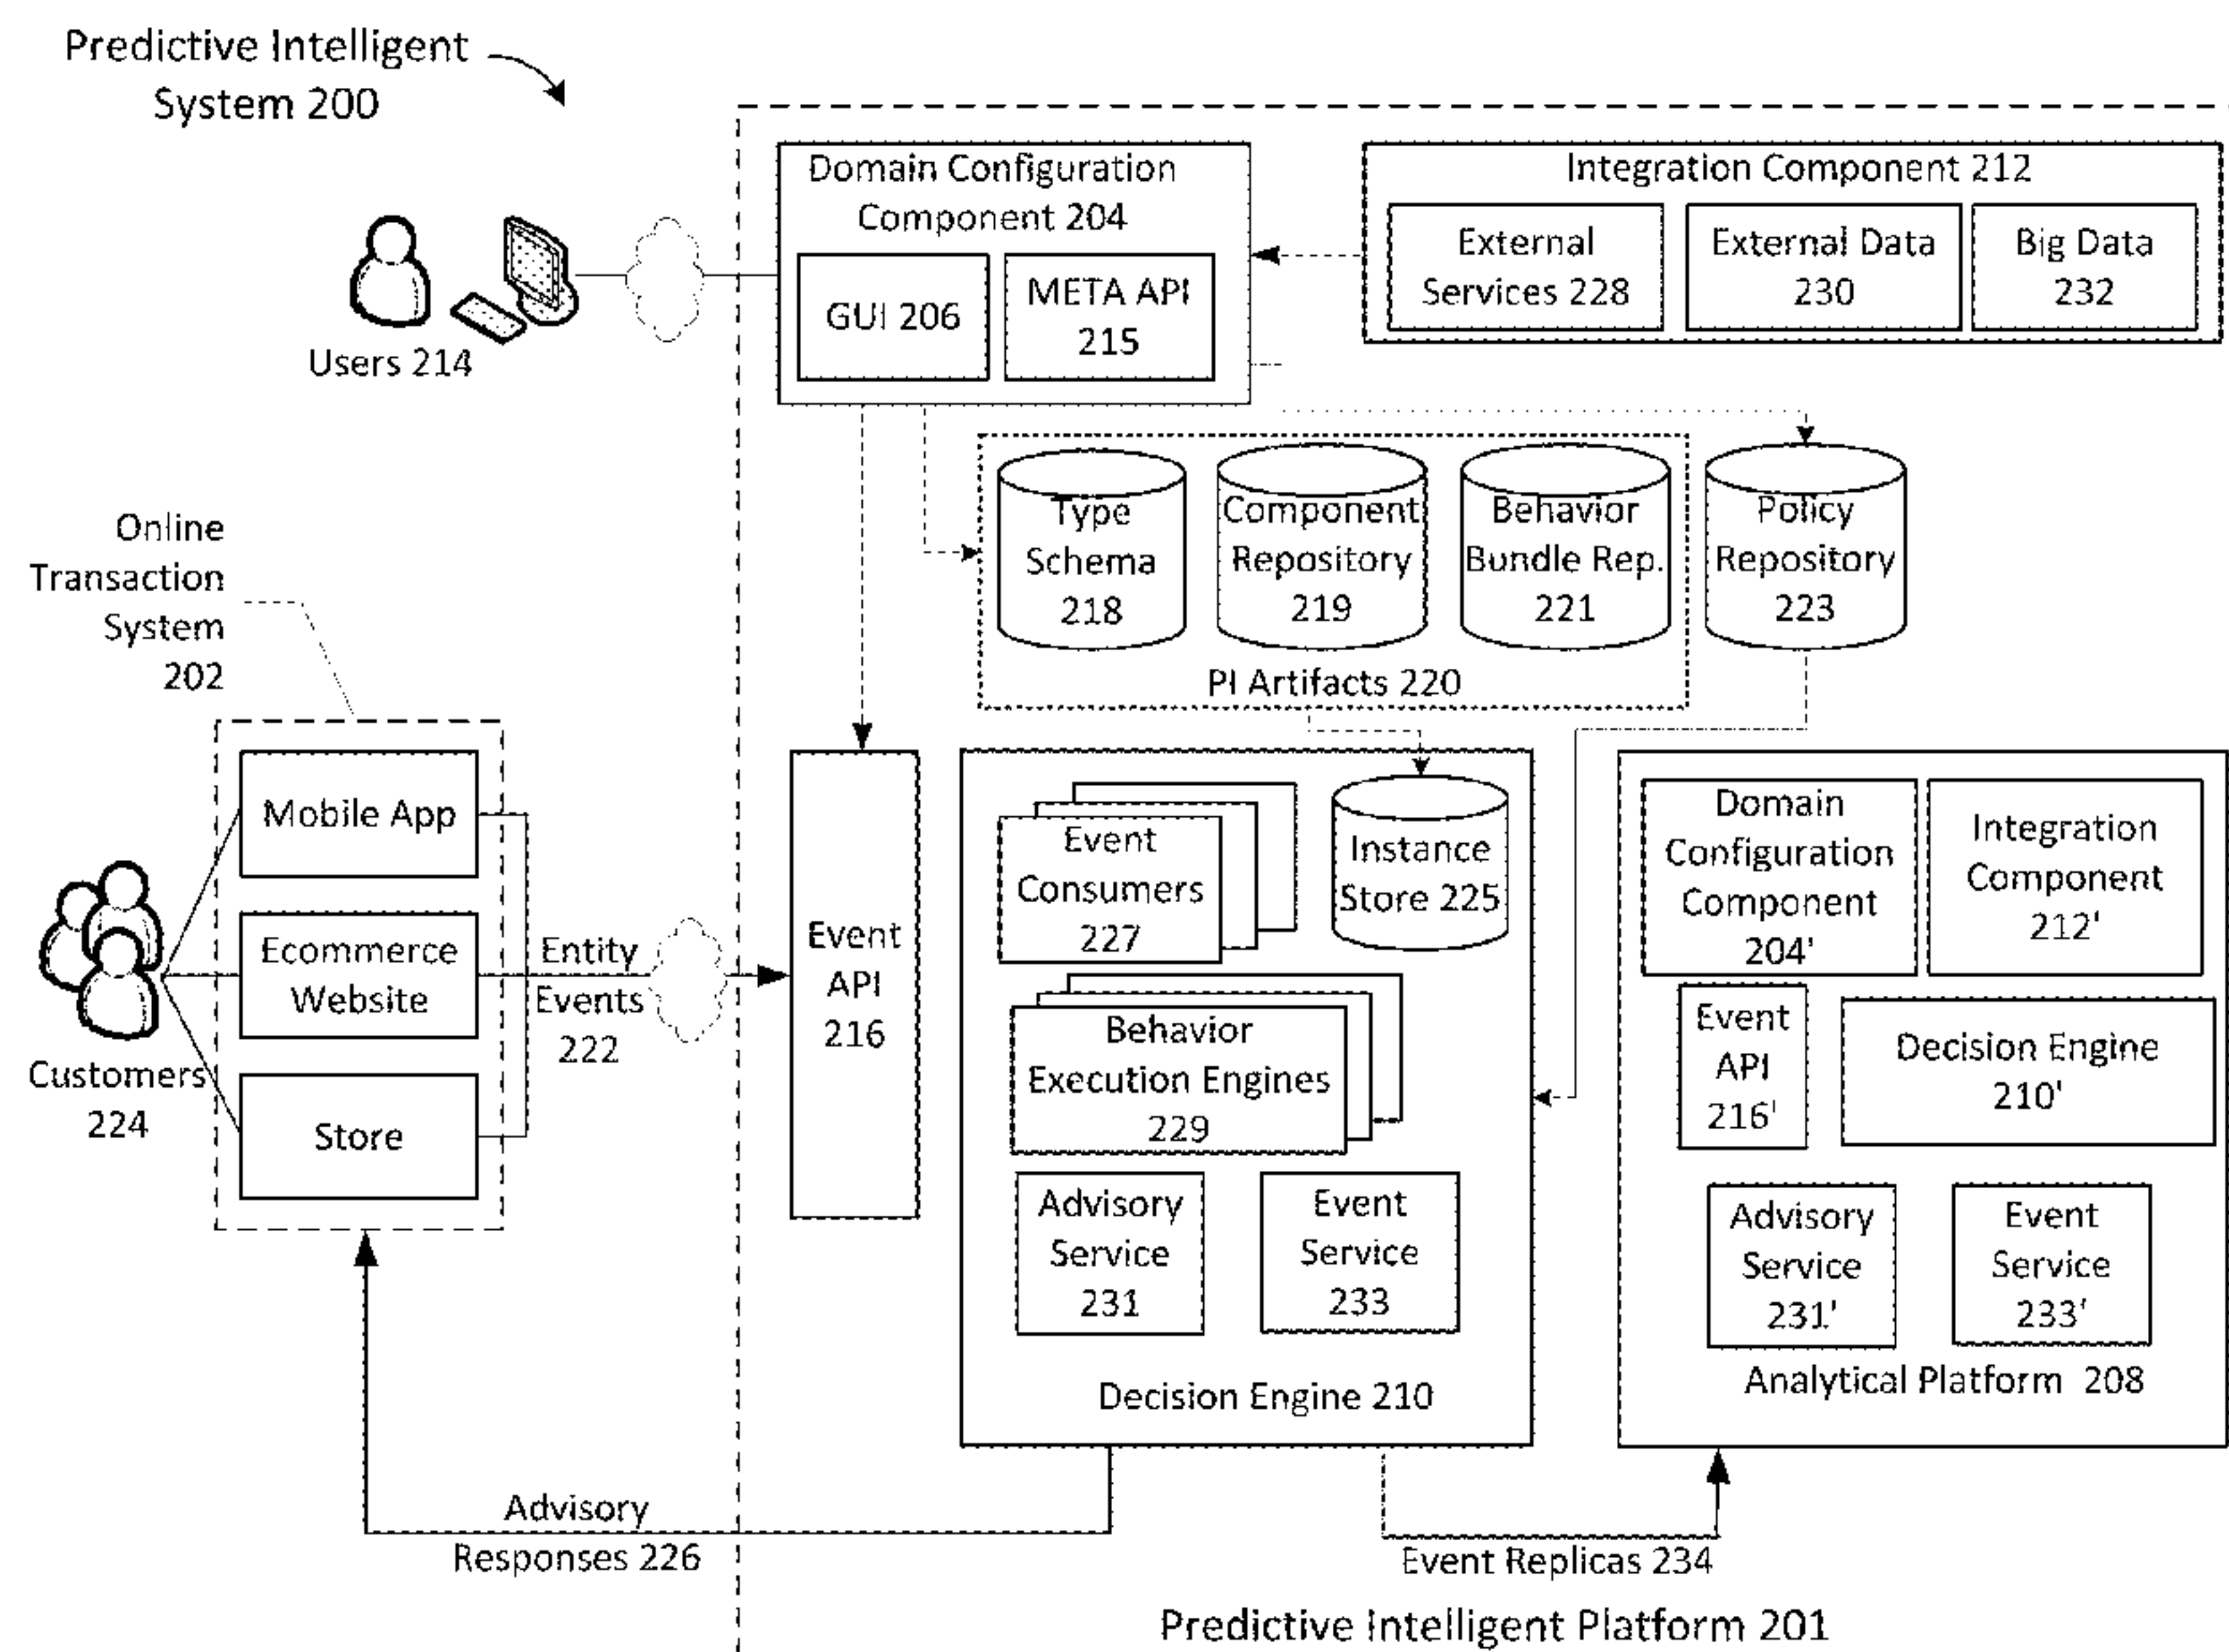 Predictive Intelligent
System 200
Domain Configuration
Component 204
GUI 206
META API
215
Integration Component 212
External
Services 228
External Data
230
Big Data
232
Users 214
Type
Schema
218
Component
Repository
219
Behavior
Bundle Rep.
221
Policy
Repository
223
PI Artifacts 220
Online
Transaction
System
202
Mobile App
Ecommerce
Website
Store
Customers
224
Entity
Events
222
Event
API
216
Event
Consumers
227
Instance
Store 225
Behavior
Execution Engines
229
Advisory
Service
231
Event
Service
233
Decision Engine 210
Domain
Configuration
Component
204'
Integration
Component
212'
Event
API
216'
Decision Engine
210'
Advisory
Service
231'
Event
Service
233'
Analytical Platform 208
Advisory
Responses 226
Event Replicas 234
Predictive Intelligent Platform 201